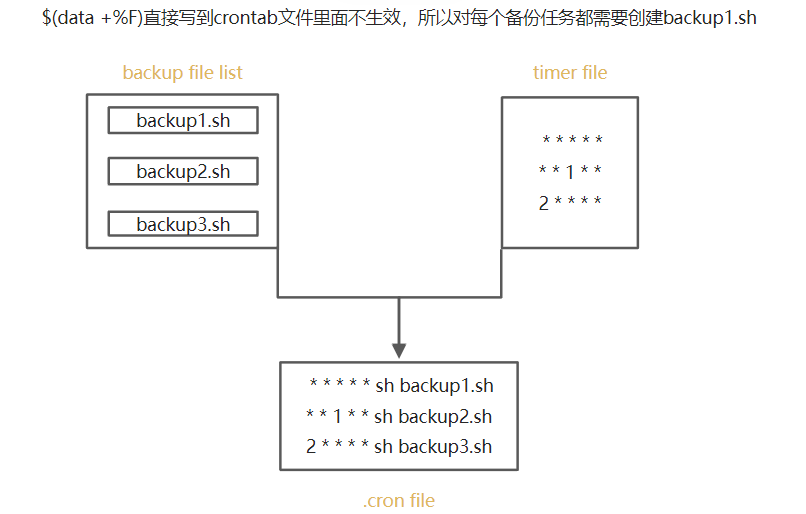 $(data +%F)直接写到crontab文件里面不生效，所以对每个备份任务都需要创建backup1.sh
backup file list
backup1.sh
backup2.sh
backup3.sh
timer file
* * * * *
* * 1 * *
2 * * * *
* * * * * sh backup1.sh
* * 1 * * sh backup2.sh
2 * * * * sh backup3.sh
.cron file